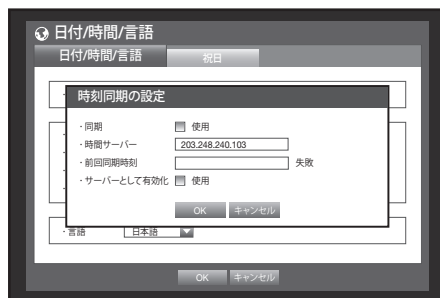 日付/時間/言語
日付/時間/言語 祝日
時刻同期の設定
・同期 使用
・時間サーバー 203.248.240.103
・前回同期時刻 失敗
・サーバーとして有効化 使用
OK キャンセル
・言語 日本語
OK キャンセル